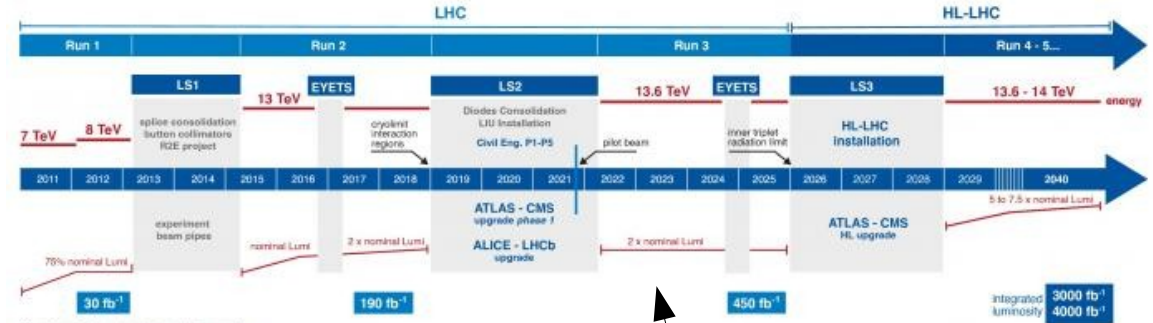 LHC
HL-LHC
Run 1
Run 2
Run 3
Run 4 - 5...
LS1
EYETS
LS2
EYETS
LS3
13 TeV
13.6 TeV
13.6 - 14 TeV
energy
7 TeV
8 TeV
splice consolidation
button collimators
R2E project
cryolimit
interaction
regions
Diodes Consolidation
LIU Installation
Civil Eng. P1-P5
pilot beam
inner triplet
radiation limit
HL-LHC
installation
2011
2012
2013
2014
2015
2016
2017
2018
2019
2020
2021
2022
2023
2024
2025
2026
2027
2028
2029
2040
experiment
beam pipes
ATLAS - CMS
upgrade phase 1
ALICE - LHCb
upgrade
ATLAS - CMS
HL upgrade
5 to 7.5 x nominal Lumi
75% nominal Lumi
nominal Lumi
2 x nominal Lumi
2 x nominal Lumi
30 fb⁻¹
190 fb⁻¹
450 fb⁻¹
integrated
luminosity
3000 fb⁻¹
4000 fb⁻¹